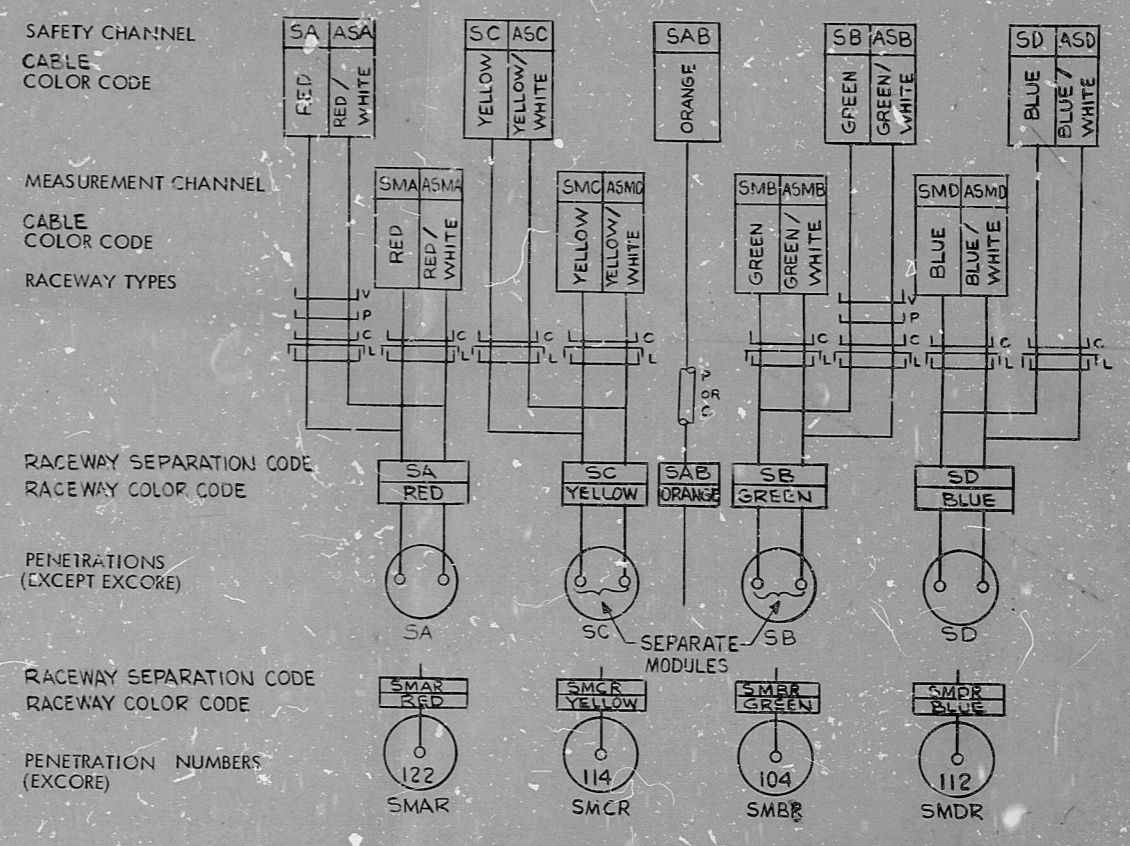 SAFETY CHANNEL SA ASA SC ASC SAB SB ASB SD ASD
CABLE
COLOR CODE
RED RED/ WHITE YELLOW YELLOW/ WHITE ORANGE GREEN GREEN/ WHITE BLUE BLUE/ WHITE
MEASUREMENT CHANNEL SMA ASMA SMC ASMC SMB ASMB SMD ASMD
CABLE
COLOR CODE
RED RED/ WHITE YELLOW YELLOW/ WHITE GREEN GREEN/ WHITE BLUE BLUE/ WHITE
RACEWAY TYPES
V V
P P
C C C C C C C C
L L L L L L L L
P
OR
C
RACEWAY SEPARATION CODE SA SC SAB SB SD
RACEWAY COLOR CODE RED YELLOW ORANGE GREEN BLUE
PENETRATIONS
(EXCEPT EXCORE)
SA SC SB SD
SEPARATE
MODULES
RACEWAY SEPARATION CODE SMAR SMCR SMBR SMDR
RACEWAY COLOR CODE RED YELLOW GREEN BLUE
PENETRATION NUMBERS
(EXCORE)
122 114 104 112
SMAR SMCR SMBR SMDR